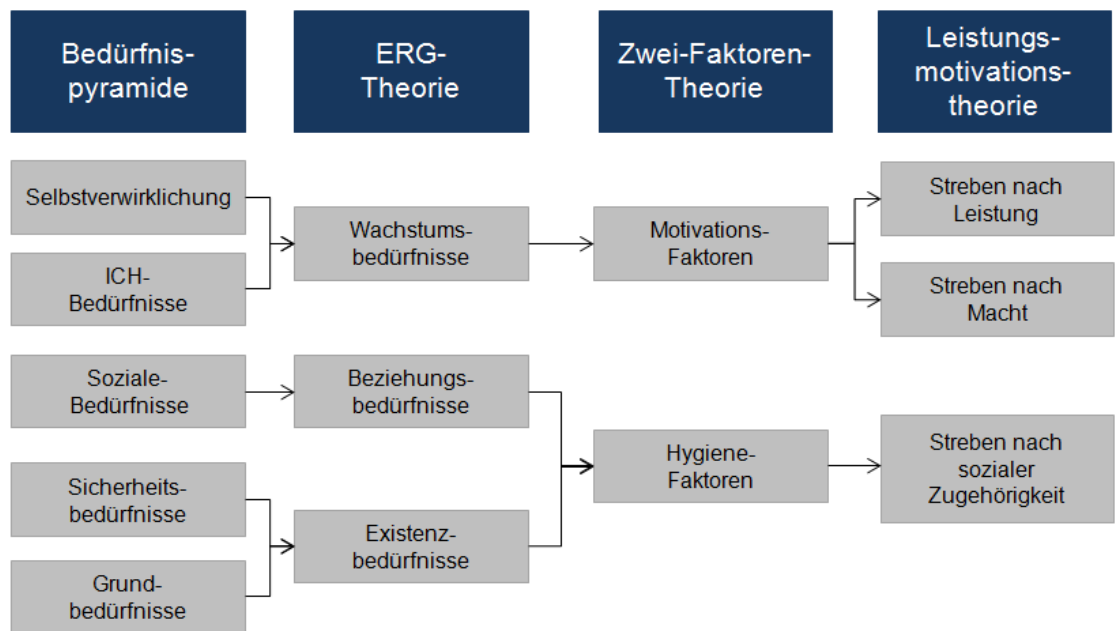 Bedürfnis-
pyramide
ERG-
Theorie
Zwei-Faktoren-
Theorie
Leistungs-
motivations-
theorie
Selbstverwirklichung
ICH-
Bedürfnisse
Soziale-
Bedürfnisse
Sicherheits-
bedürfnisse
Grund-
bedürfnisse
Wachstums-
bedürfnisse
Beziehungs-
bedürfnisse
Existenz-
bedürfnisse
Motivations-
Faktoren
Hygiene-
Faktoren
Streben nach
Leistung
Streben nach
Macht
Streben nach
sozialer
Zugehörigkeit